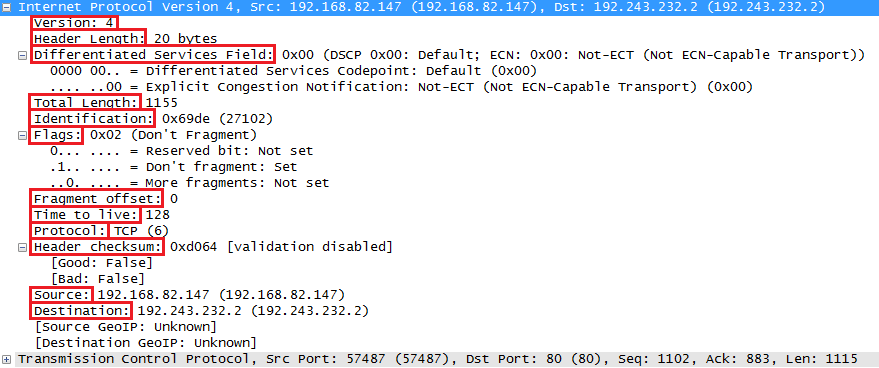 Internet Protocol Version 4, Src: 192.168.82.147 (192.168.82.147), Dst: 192.243.232.2 (192.243.232.2)
Version: 4
Header Length: 20 bytes
Differentiated Services Field: 0x00 (DSCP 0x00: Default; ECN: 0x00: Not-ECT (Not ECN-Capable Transport))
0000 00.. = Differentiated Services Codepoint: Default (0x00)
.... ..00 = Explicit Congestion Notification: Not-ECT (Not ECN-Capable Transport) (0x00)
Total Length: 1155
Identification: 0x69de (27102)
Flags: 0x02 (Don't Fragment)
0... .... = Reserved bit: Not set
.1.. .... = Don't fragment: Set
..0. .... = More fragments: Not set
Fragment offset: 0
Time to live: 128
Protocol: TCP (6)
Header checksum: 0xd064 [validation disabled]
[Good: False]
[Bad: False]
Source: 192.168.82.147 (192.168.82.147)
Destination: 192.243.232.2 (192.243.232.2)
[Source GeoIP: Unknown]
[Destination GeoIP: Unknown]
Transmission Control Protocol, Src Port: 57487 (57487), Dst Port: 80 (80), Seq: 1102, Ack: 883, Len: 1115